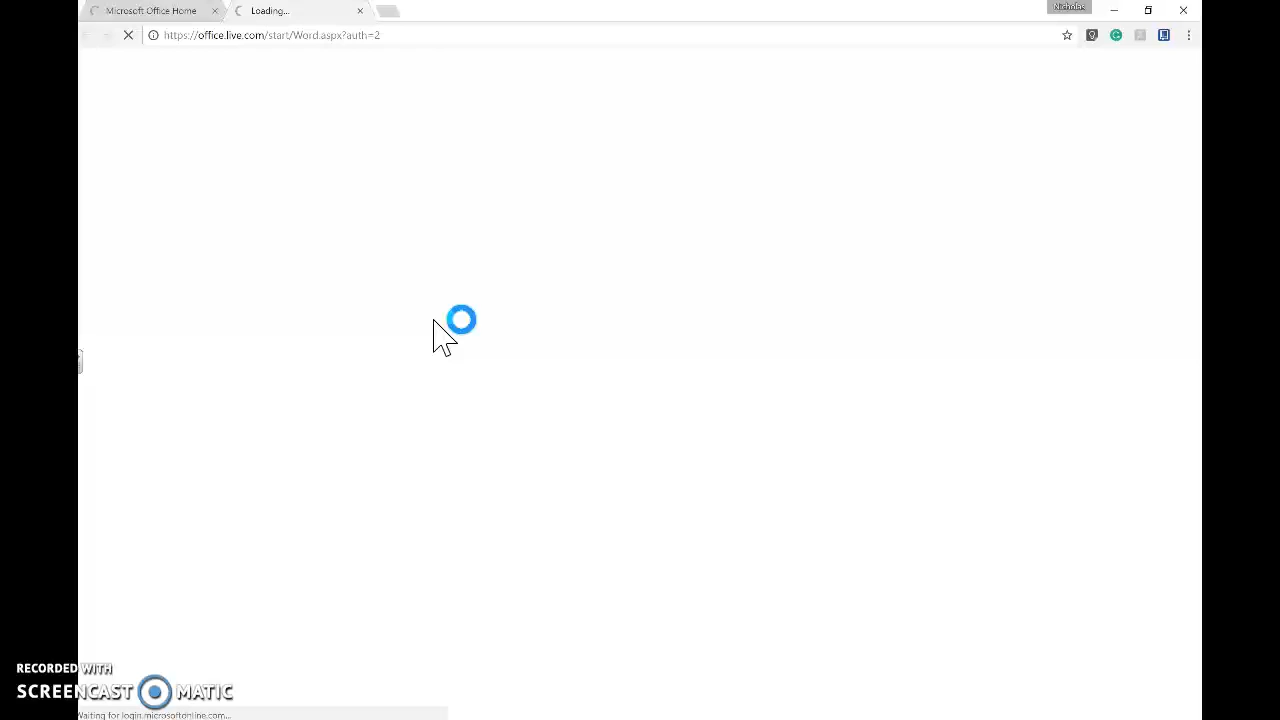 Microsoft Office Home
Loading...
Nicholas
https://office.live.com/start/Word.aspx?auth=2
RECORDED WITH
SCREENCAST MATIC
Waiting for login.microsoftonline.com...